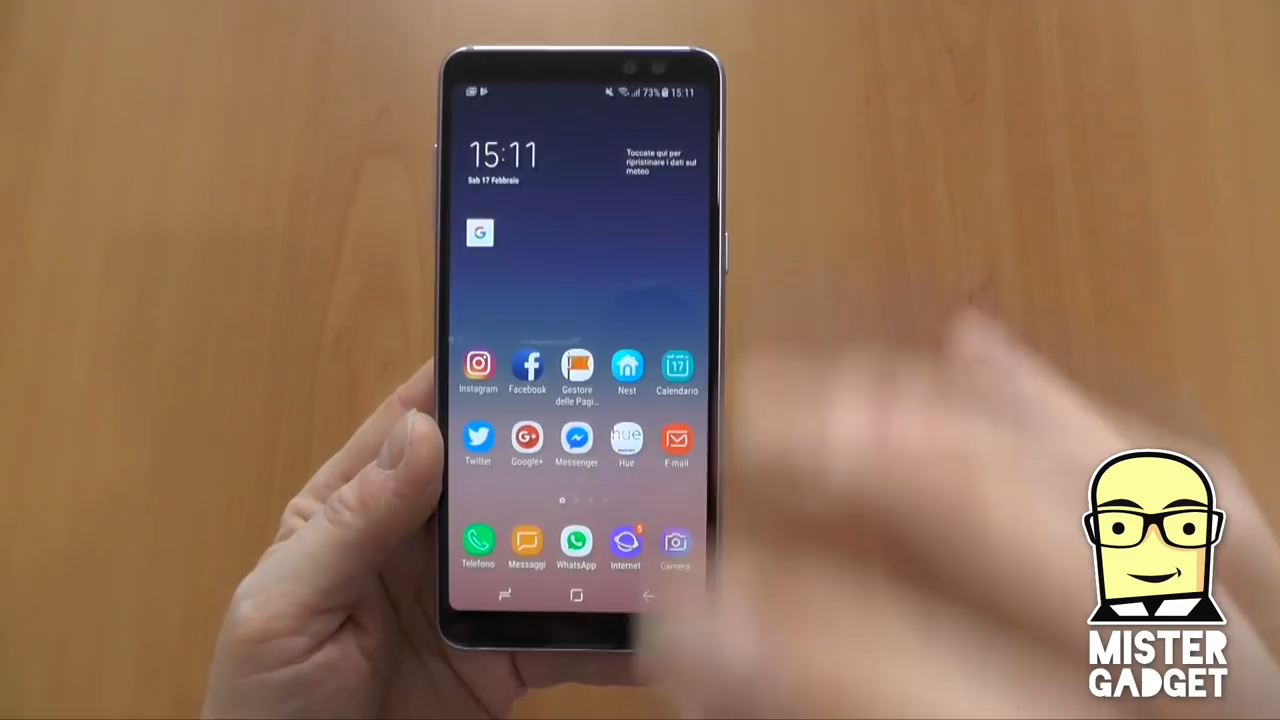 73% 15:11
15:11
Sab 17 Febbraio
Toccate qui per
ripristinare i dati sul
meteo
G
17
Instagram Facebook Gestore
delle Pagi... Nest Calendario
hue
Twitter Google+ Messenger Hue E-mail
5
Telefono Messaggi WhatsApp Internet Camera
MISTER
GADGET